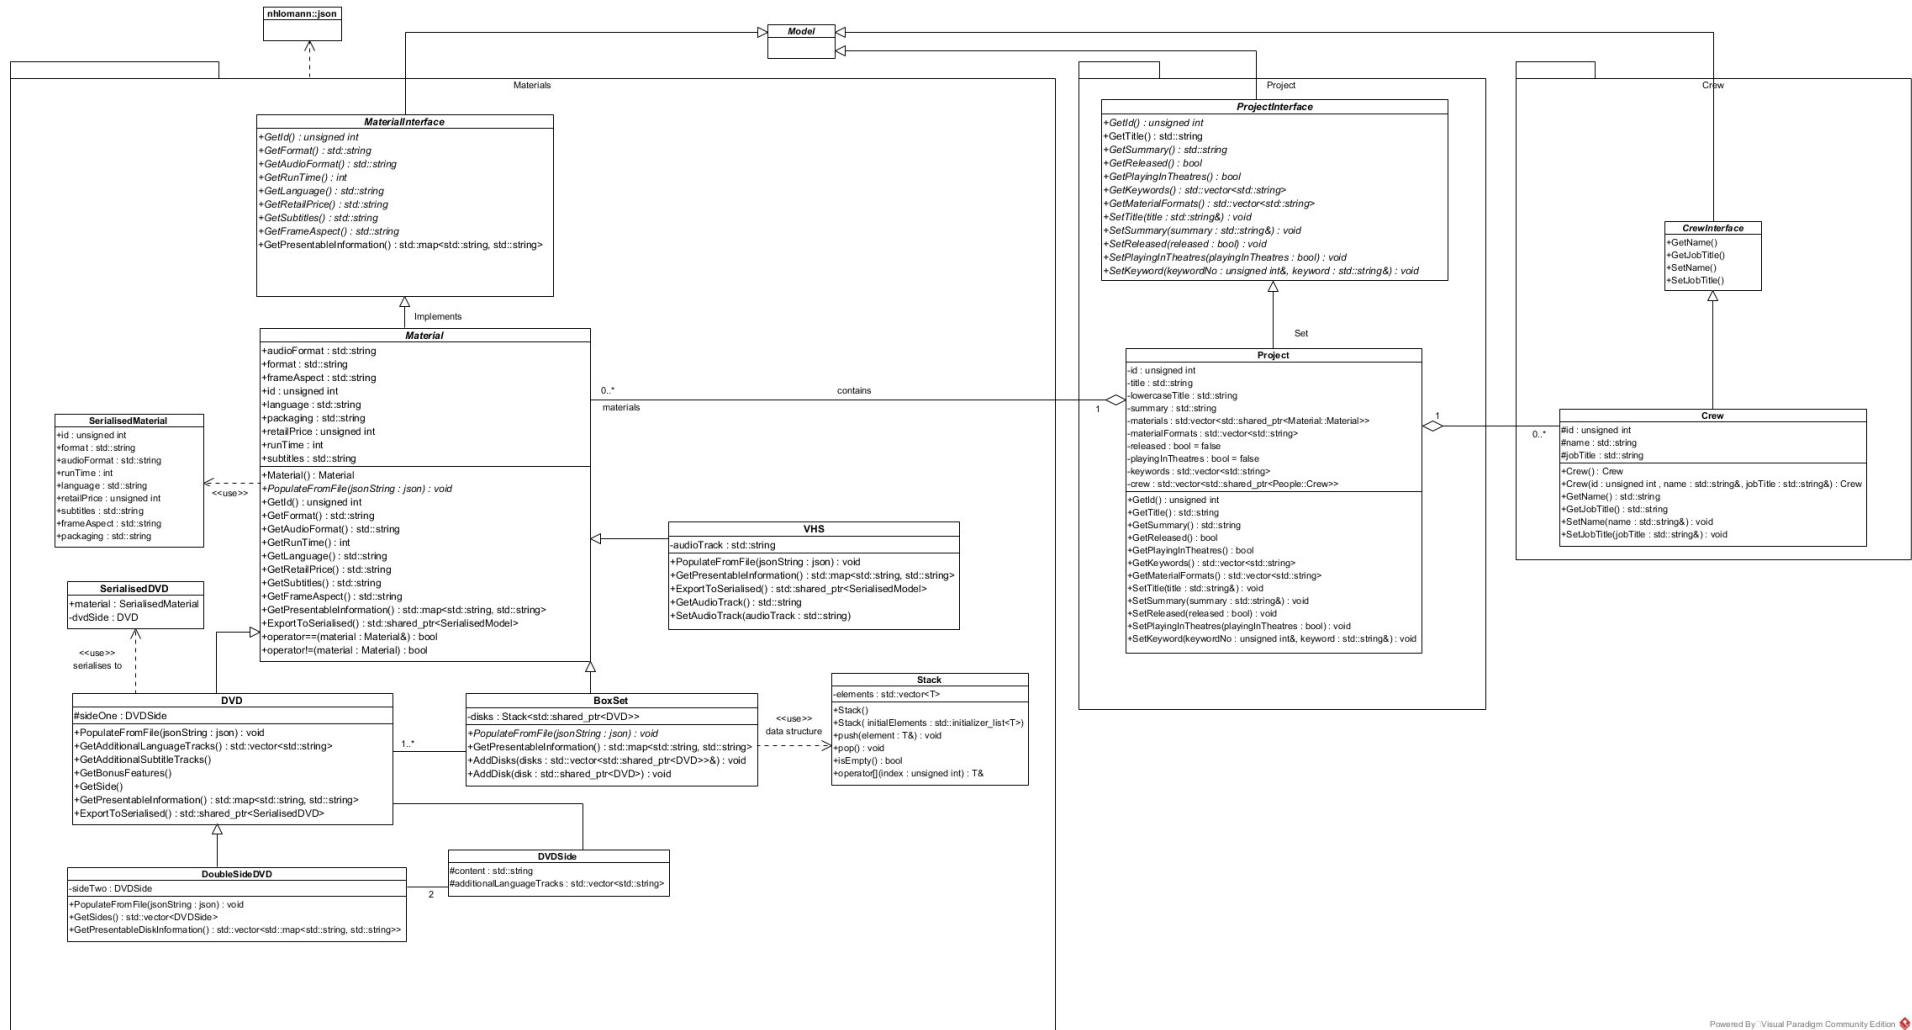 nhlomann::json
Model
Materials
Project
Crew
MaterialInterface
+GetId() : unsigned int
+GetFormat() : std::string
+GetAudioFormat() : std::string
+GetRunTime() : int
+GetLanguage() : std::string
+GetRetailPrice() : std::string
+GetSubtitles() : std::string
+GetFrameAspect() : std::string
+GetPresentableInformation() : std::map<std::string, std::string>
ProjectInterface
+GetId() : unsigned int
+GetTitle() : std::string
+GetSummary() : std::string
+GetReleased() : bool
+GetPlayingInTheatres() : bool
+GetKeywords() : std::vector<std::string>
+GetMaterialFormats() : std::vector<std::string>
+SetTitle(title : std::string&) : void
+SetSummary(summary : std::string&) : void
+SetReleased(released : bool) : void
+SetPlayingInTheatres(playingInTheatres : bool) : void
+SetKeyword(keywordNo : unsigned int&, keyword : std::string&) : void
CrewInterface
+GetName()
+GetJobTitle()
+SetName()
+SetJobTitle()
Implements
Set
Material
+audioFormat : std::string
+format : std::string
+frameAspect : std::string
+id : unsigned int
+language : std::string
+packaging : std::string
+retailPrice : unsigned int
+runTime : int
+subtitles : std::string
+Material() : Material
+PopulateFromFile(jsonString : json) : void
+GetId() : unsigned int
+GetFormat() : std::string
+GetAudioFormat() : std::string
+GetRunTime() : int
+GetLanguage() : std::string
+GetRetailPrice() : std::string
+GetSubtitles() : std::string
+GetFrameAspect() : std::string
+GetPresentableInformation() : std::map<std::string, std::string>
+ExportToSerialised() : std::shared_ptr<SerialisedModel>
+operator==(material : Material&) : bool
+operator!=(material : Material) : bool
0..*
contains
materials
1
Project
-id : unsigned int
-title : std::string
-lowercaseTitle : std::string
-summary : std::string
-materials : std:vector<std::shared_ptr<Material::Material>>
-materialFormats : std::vector<std::string>
-released : bool = false
-playingInTheatres : bool = false
-keywords : std::vector<std::string>
-crew : std::vector<std::shared_ptr<People::Crew>>
+GetId() : unsigned int
+GetTitle() : std::string
+GetSummary() : std::string
+GetReleased() : bool
+GetPlayingInTheatres() : bool
+GetKeywords() : std::vector<std::string>
+GetMaterialFormats() : std::vector<std::string>
+SetTitle(title : std::string&) : void
+SetSummary(summary : std::string&) : void
+SetReleased(released : bool) : void
+SetPlayingInTheatres(playingInTheatres : bool) : void
+SetKeyword(keywordNo : unsigned int&, keyword : std::string&) : void
1
0..*
Crew
#id : unsigned int
#name : std::string
#jobTitle : std::string
+Crew() : Crew
+Crew(id : unsigned int , name : std::string&, jobTitle : std::string&) : Crew
+GetName() : std::string
+GetJobTitle() : std::string
+SetName(name : std::string&) : void
+SetJobTitle(jobTitle : std::string&) : void
SerialisedMaterial
+id : unsigned int
+format : std::string
+audioFormat : std::string
+runTime : int
+language : std::string
+retailPrice : unsigned int
+subtitles : std::string
+frameAspect : std::string
+packaging : std::string
<<use>>
VHS
-audioTrack : std::string
+PopulateFromFile(jsonString : json) : void
+GetPresentableInformation() : std::map<std::string, std::string>
+ExportToSerialised() : std::shared_ptr<SerialisedModel>
+GetAudioTrack() : std::string
+SetAudioTrack(audioTrack : std::string)
SerialisedDVD
+material : SerialisedMaterial
-dvdSide : DVD
<<use>>
serialises to
DVD
#sideOne : DVDSide
+PopulateFromFile(jsonString : json) : void
+GetAdditionalLanguageTracks() : std::vector<std::string>
+GetAdditionalSubtitleTracks()
+GetBonusFeatures()
+GetSide()
+GetPresentableInformation() : std::map<std::string, std::string>
+ExportToSerialised() : std::shared_ptr<SerialisedDVD>
1..*
BoxSet
-disks : Stack<std::shared_ptr<DVD>>
+PopulateFromFile(jsonString : json) : void
+GetPresentableInformation() : std::map<std::string, std::string>
+AddDisks(disks : std::vector<std::shared_ptr<DVD>>&) : void
+AddDisk(disk : std::shared_ptr<DVD>) : void
<<use>>
data structure
Stack
-elements : std::vector<T>
+Stack()
+Stack( initialElements : std::initializer_list<T>)
+push(element : T&) : void
+pop() : void
+isEmpty() : bool
+operator[](index : unsigned int) : T&
DoubleSideDVD
-sideTwo : DVDSide
+PopulateFromFile(jsonString : json) : void
+GetSides() : std::vector<DVDSide>
+GetPresentableDiskInformation() : std::vector<std::map<std::string, std::string>>
2
DVDSide
#content : std::string
#additionalLanguageTracks : std::vector<std::string>
Powered By Visual Paradigm Community Edition